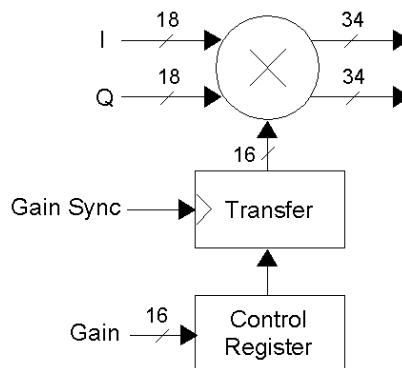 18
34
I
18
34
Q
16
Gain Sync
Transfer
16
Gain
Control
Register